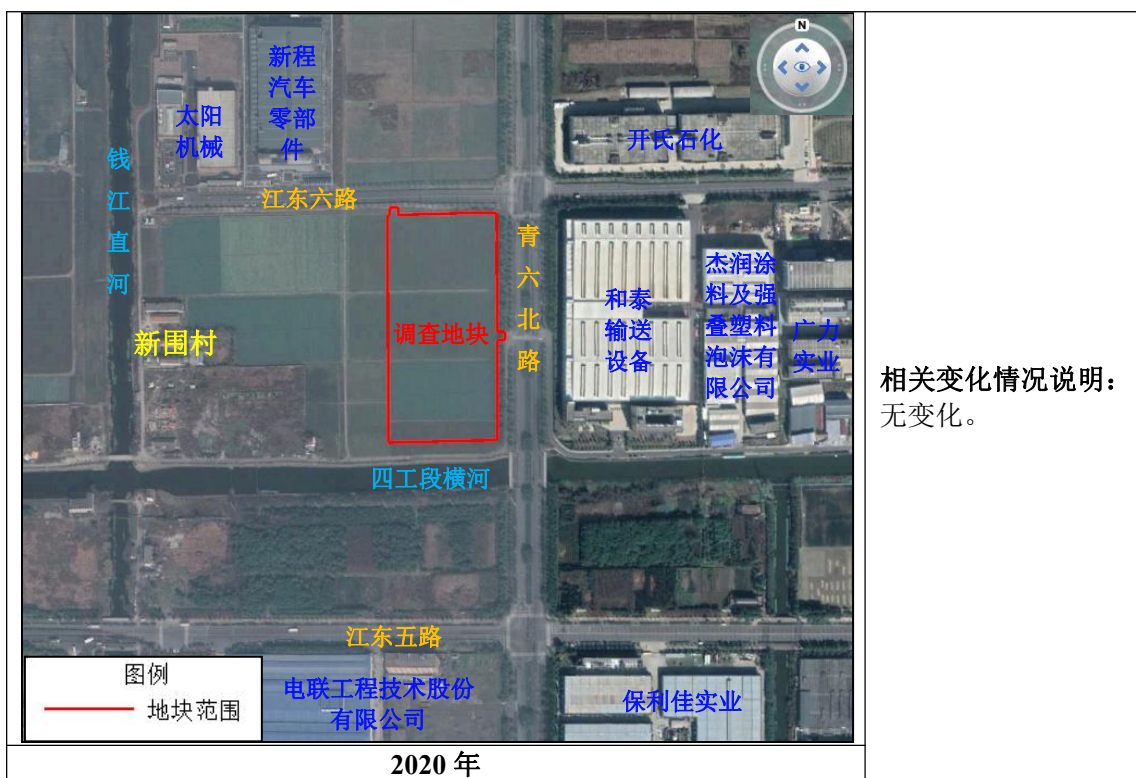 N
新程
汽车
零部
件
太阳
机械
开氏石化
钱
江
直
河
江东六路
青
六
北
路
杰润涂
料及强
叠塑料
泡沫有
限公司
和泰
输送
设备
广力
实业
调查地块
新围村
相关变化情况说明：
无变化。
四工段横河
江东五路
图例
地块范围
电联工程技术股份
有限公司
保利佳实业
2020 年